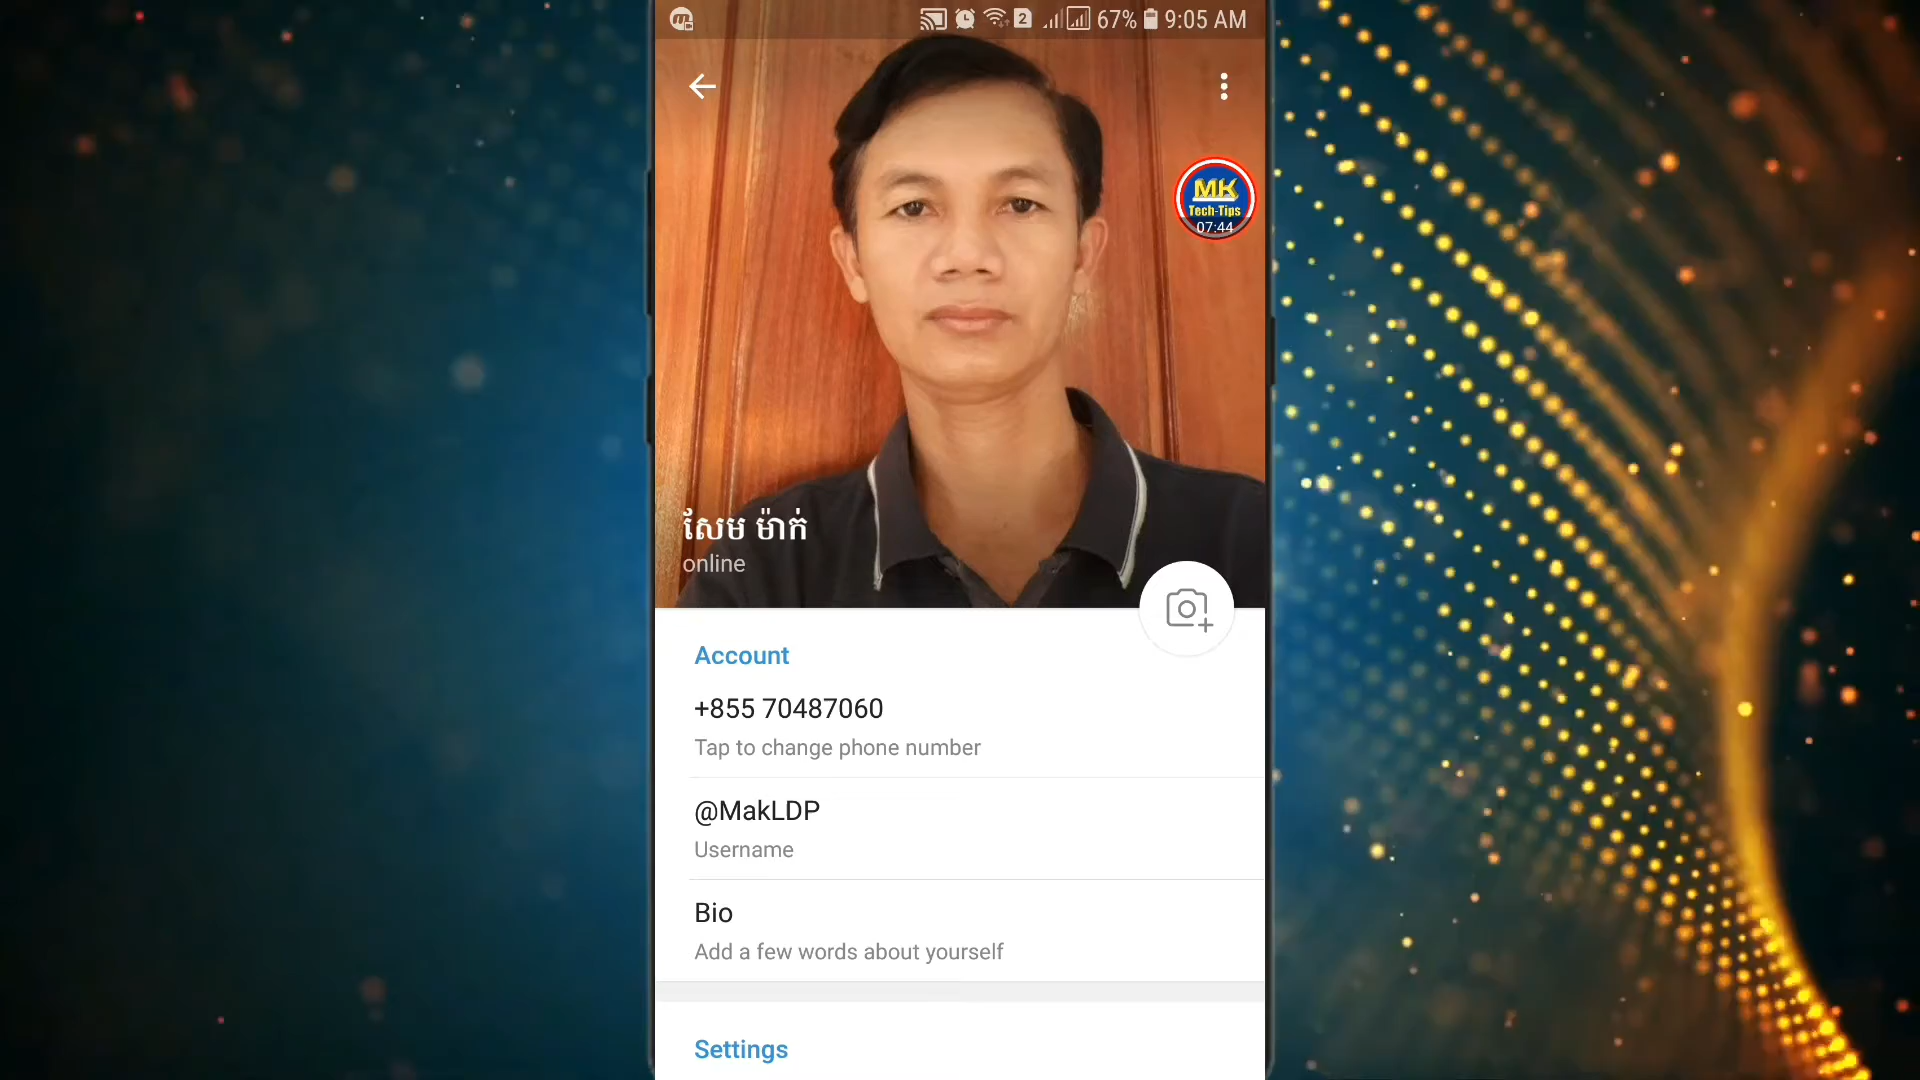 2
67%
9:05 AM
MK
Tech-Tips
07:44
សែម ម៉ាក់
online
Account
+855 70487060
Tap to change phone number
@MakLDP
Username
Bio
Add a few words about yourself
Settings